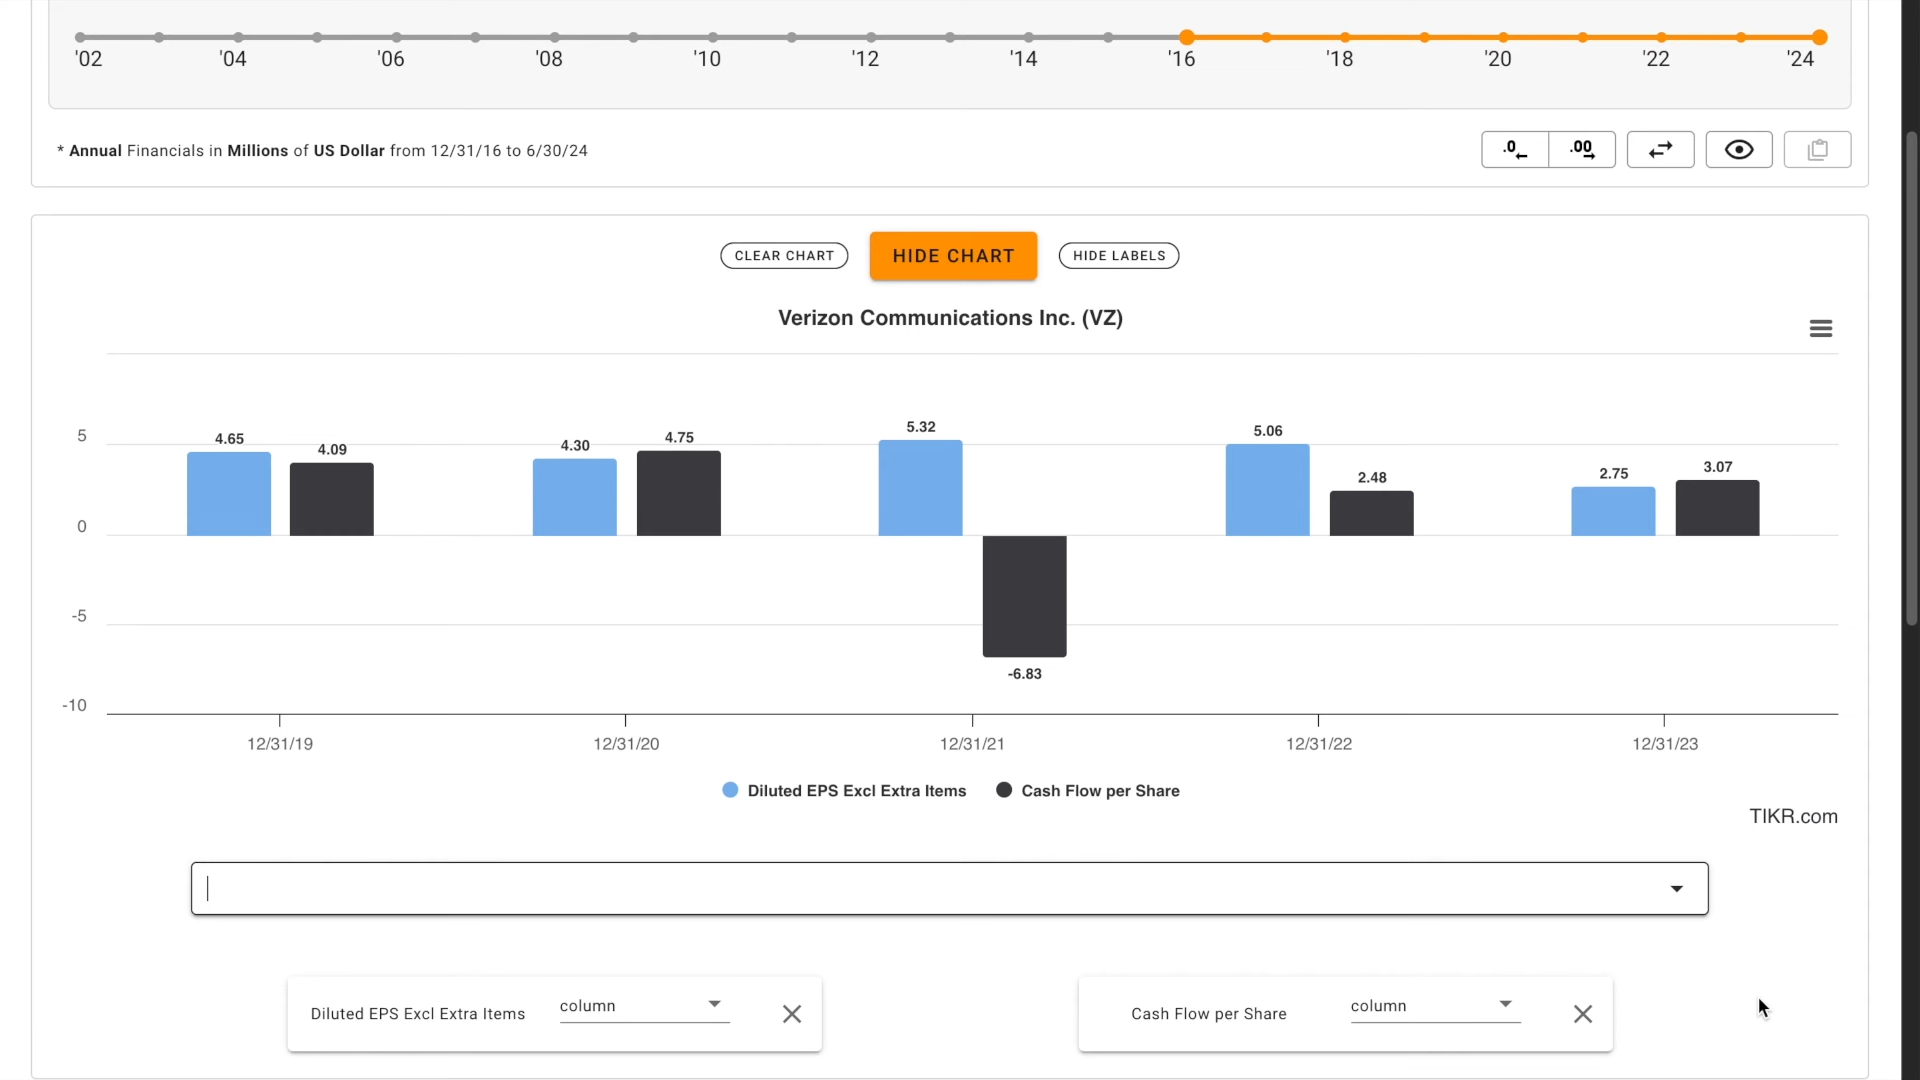 '02 '04 '06 '08 '10 '12 '14 '16 '18 '20 '22 '24
* Annual Financials in Millions of US Dollar from 12/31/16 to 6/30/24
.0 .00
CLEAR CHART HIDE CHART HIDE LABELS
Verizon Communications Inc. (VZ)
5
0
-5
-10
4.65 4.09 4.30 4.75 5.32 -6.83 5.06 2.48 2.75 3.07
12/31/19 12/31/20 12/31/21 12/31/22 12/31/23
Diluted EPS Excl Extra Items Cash Flow per Share
TIKR.com
Diluted EPS Excl Extra Items column Cash Flow per Share column